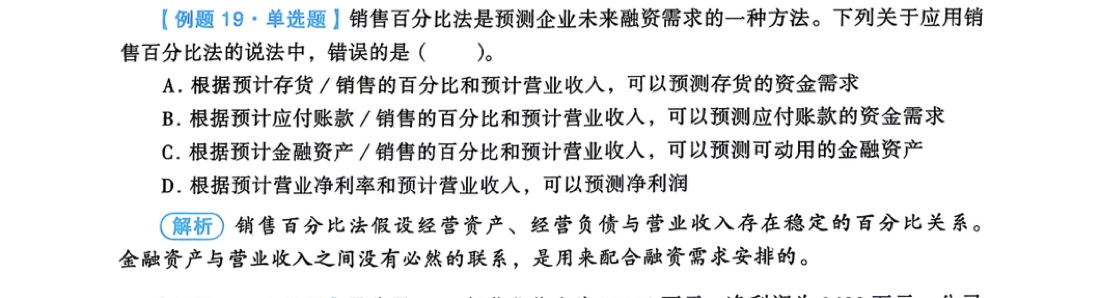 【例题 19·单选题】销售百分比法是预测企业未来融资需求的一种方法。下列关于应用销
售百分比法的说法中，错误的是（　　）。
A. 根据预计存货 / 销售的百分比和预计营业收入，可以预测存货的资金需求
B. 根据预计应付账款 / 销售的百分比和预计营业收入，可以预测应付账款的资金需求
C. 根据预计金融资产 / 销售的百分比和预计营业收入，可以预测可动用的金融资产
D. 根据预计营业净利率和预计营业收入，可以预测净利润
解析 销售百分比法假设经营资产、经营负债与营业收入存在稳定的百分比关系。
金融资产与营业收入之间没有必然的联系，是用来配合融资需求安排的。